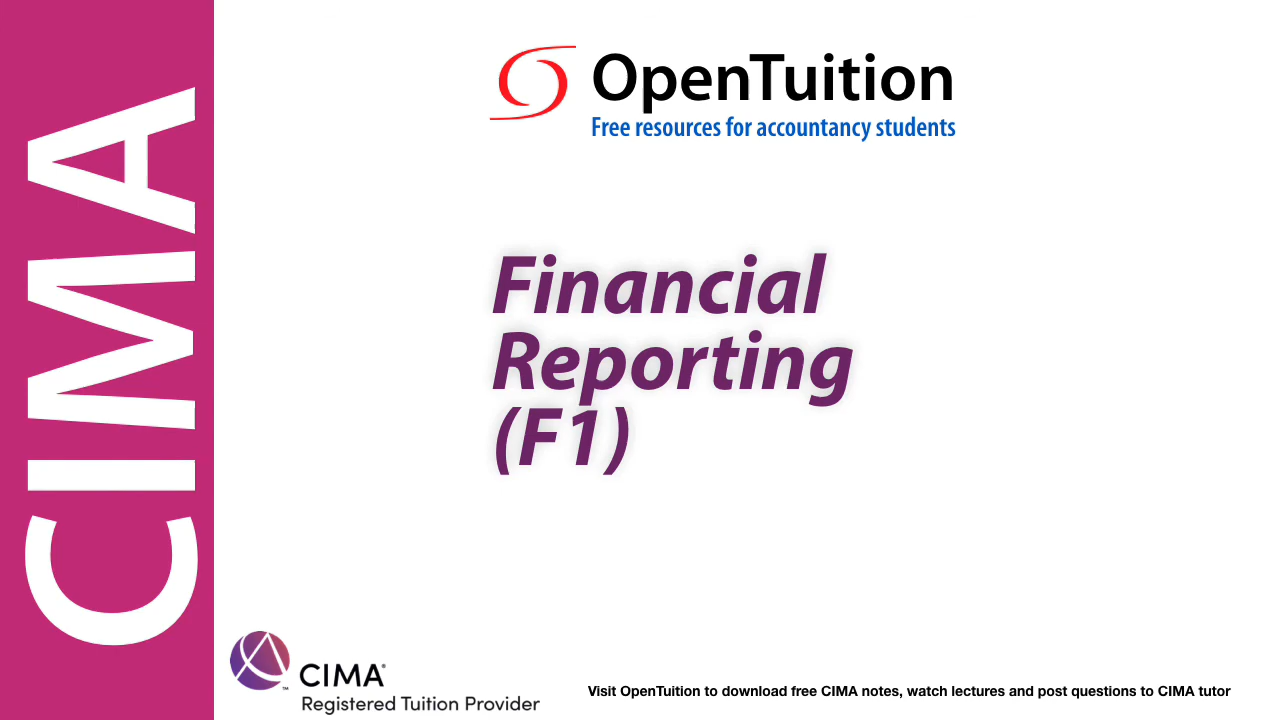 CIMA
OpenTuition
Free resources for accountancy students
Financial
Reporting
(F1)
CIMA®
Registered Tuition Provider
Visit OpenTuition to download free CIMA notes, watch lectures and post questions to CIMA tutor